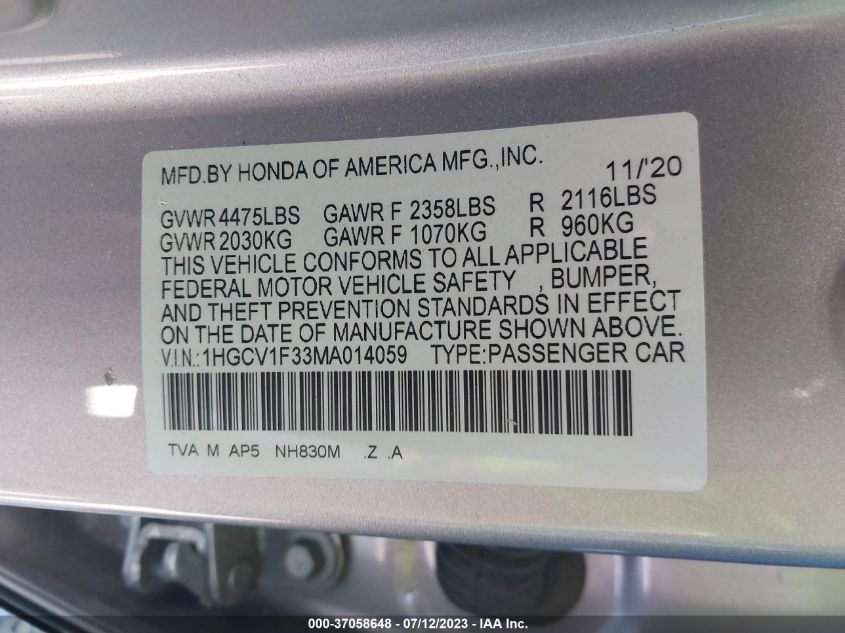 MFD.BY HONDA OF AMERICA MFG.,INC. 11/'20
GVWR 4475LBS GAWR F 2358LBS R 2116LBS
GVWR 2030KG GAWR F 1070KG R 960KG
THIS VEHICLE CONFORMS TO ALL APPLICABLE
FEDERAL MOTOR VEHICLE SAFETY , BUMPER,
AND THEFT PREVENTION STANDARDS IN EFFECT
ON THE DATE OF MANUFACTURE SHOWN ABOVE.
V.I.N.:1HGCV1F33MA014059 TYPE:PASSENGER CAR
TVA M AP5 NH830M .Z .A
000-37058648 - 07/12/2023 - IAA Inc.